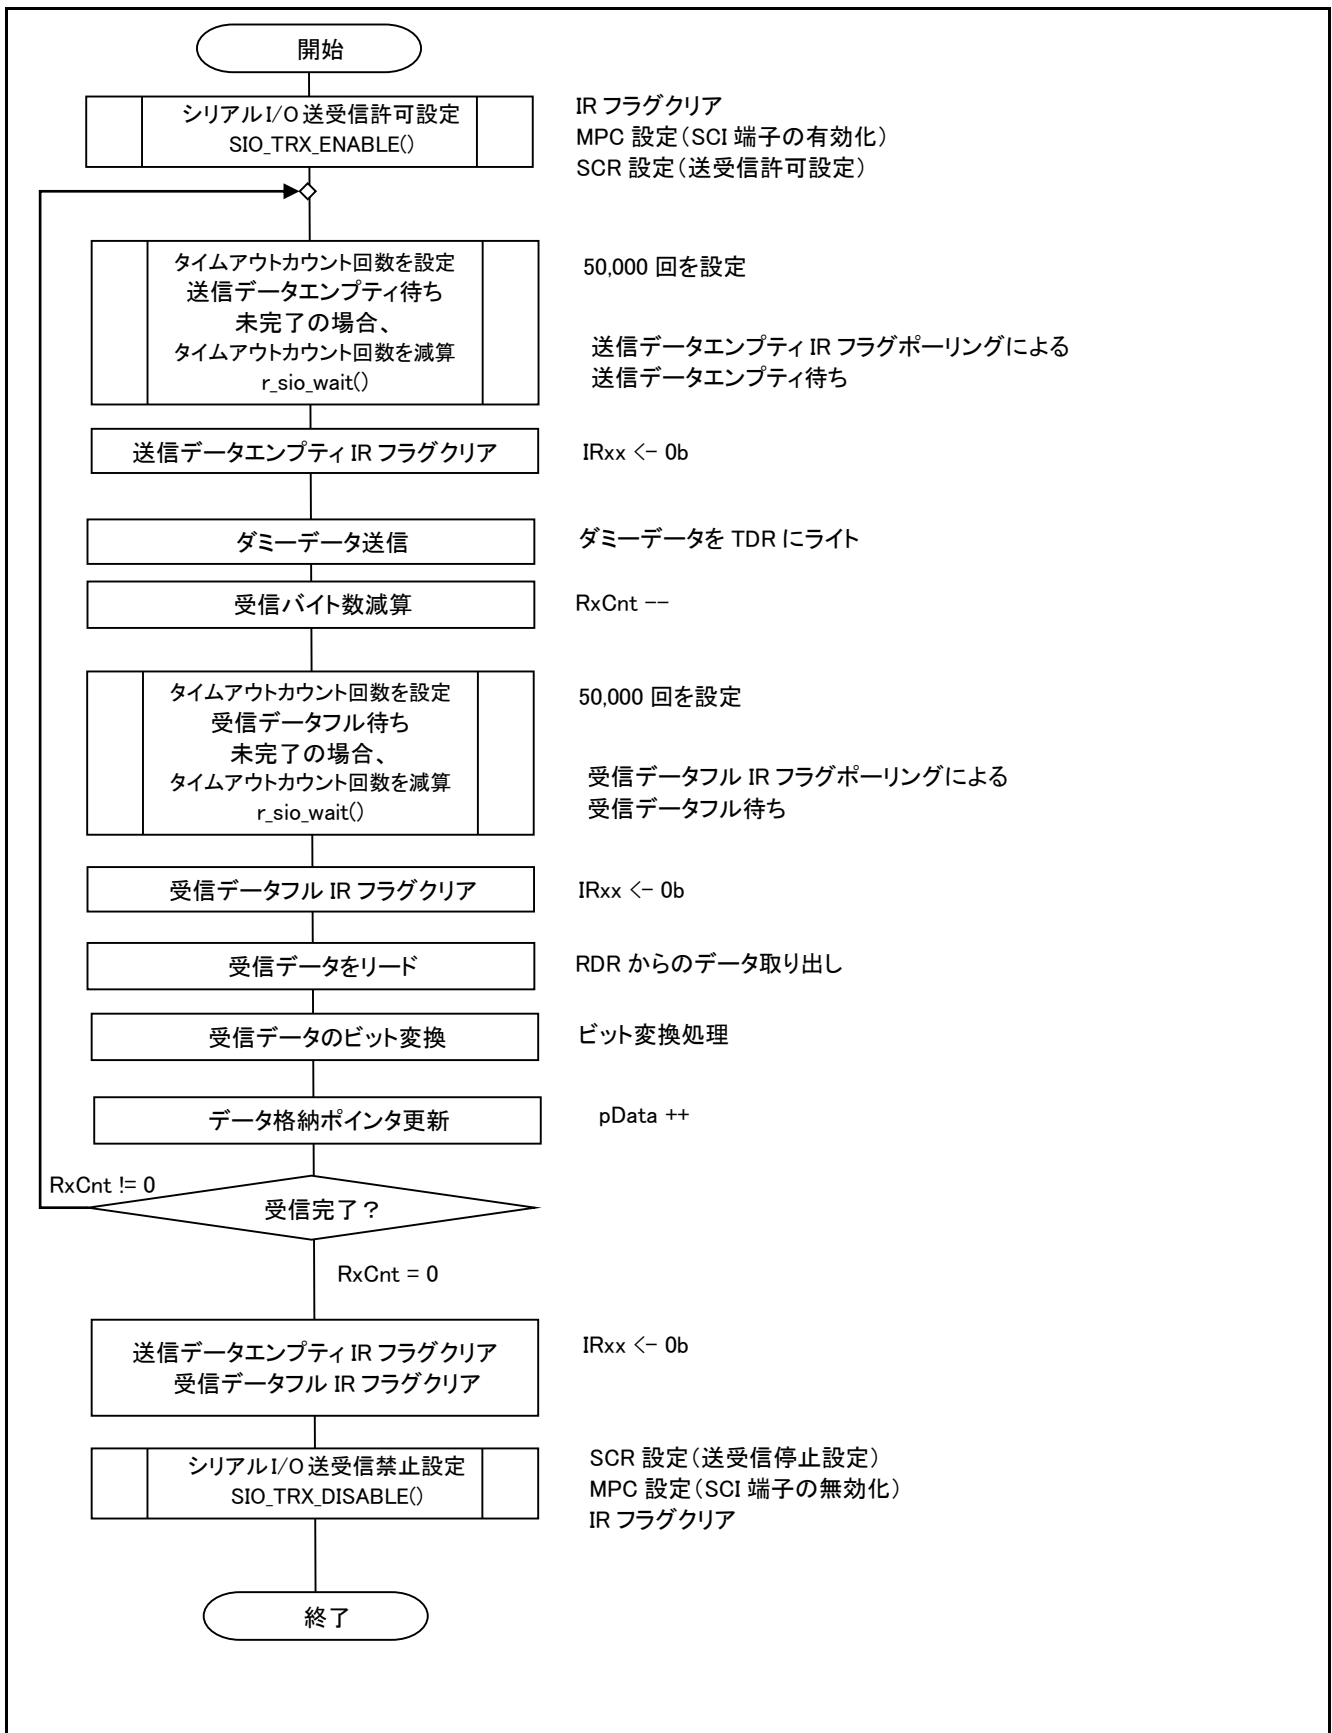 開始
シリアル I/O 送受信許可設定
SIO_TRX_ENABLE()
IR フラグクリア
MPC 設定(SCI 端子の有効化)
SCR 設定(送受信許可設定)
タイムアウトカウント回数を設定
送信データエンプティ待ち
未完了の場合、
タイムアウトカウント回数を減算
r_sio_wait()
50,000 回を設定
送信データエンプティ IR フラグポーリングによる
送信データエンプティ待ち
送信データエンプティ IR フラグクリア
IRxx <- 0b
ダミーデータ送信
ダミーデータを TDR にライト
受信バイト数減算
RxCnt --
タイムアウトカウント回数を設定
受信データフル待ち
未完了の場合、
タイムアウトカウント回数を減算
r_sio_wait()
50,000 回を設定
受信データフル IR フラグポーリングによる
受信データフル待ち
受信データフル IR フラグクリア
IRxx <- 0b
受信データをリード
RDR からのデータ取り出し
受信データのビット変換
ビット変換処理
データ格納ポインタ更新
pData ++
RxCnt != 0
受信完了?
RxCnt = 0
送信データエンプティ IR フラグクリア
受信データフル IR フラグクリア
IRxx <- 0b
シリアル I/O 送受信禁止設定
SIO_TRX_DISABLE()
SCR 設定(送受信停止設定)
MPC 設定(SCI 端子の無効化)
IR フラグクリア
終了